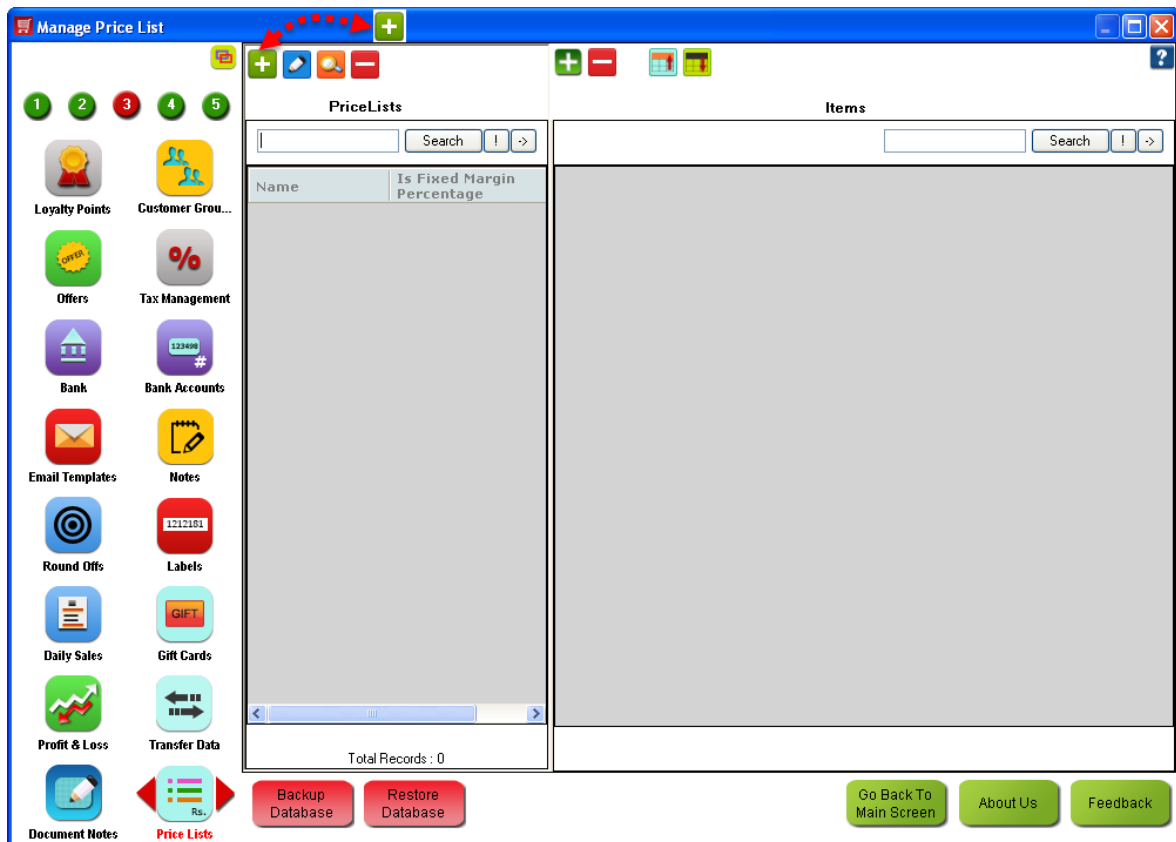 Manage Price List
?
1 2 3 4 5
PriceLists
Items
Search ! ->
Search ! ->
Name
Is Fixed Margin
Percentage
Loyalty Points
Customer Grou...
OFFER
Offers
%
Tax Management
Bank
123498
#
Bank Accounts
Email Templates
Notes
Round Offs
1212181
Labels
Daily Sales
GIFT
Gift Cards
Profit & Loss
Transfer Data
Document Notes
Rs.
Price Lists
Total Records : 0
Backup
Database
Restore
Database
Go Back To
Main Screen
About Us
Feedback